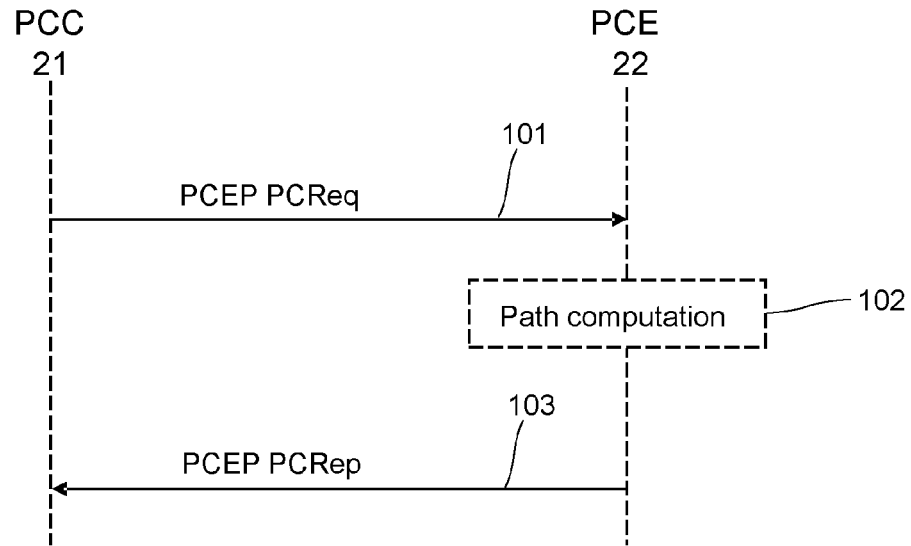 PCC
21
PCE
22
101
PCEP PCReq
Path computation
102
103
PCEP PCRep